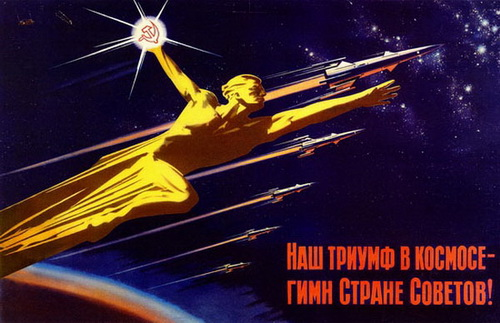 НАШ ТРИУМФ В КОСМОСЕ-
ГИМН СТРАНЕ СОВЕТОВ!